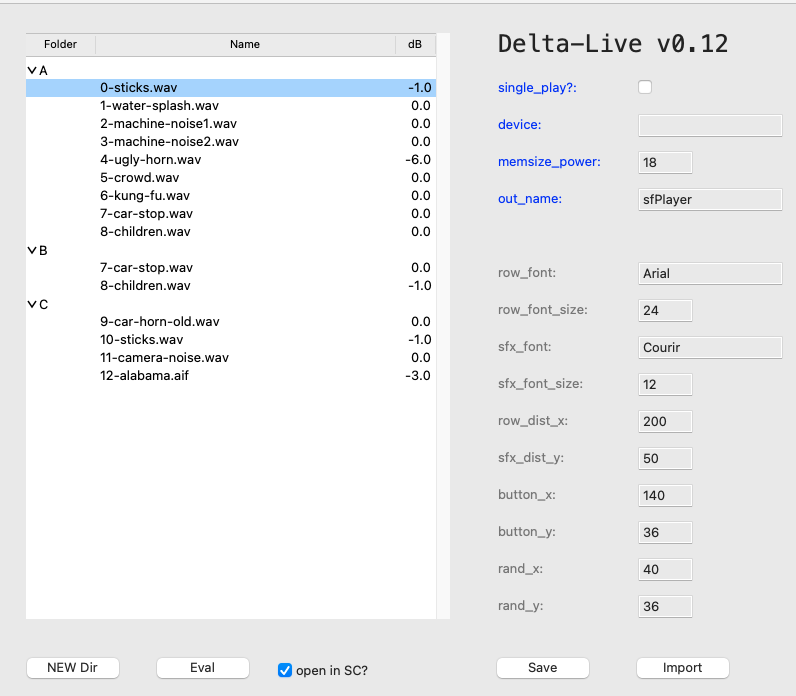 Folder Name dB
A
0-sticks.wav -1.0
1-water-splash.wav 0.0
2-machine-noise1.wav 0.0
3-machine-noise2.wav 0.0
4-ugly-horn.wav -6.0
5-crowd.wav 0.0
6-kung-fu.wav 0.0
7-car-stop.wav 0.0
8-children.wav 0.0
B
7-car-stop.wav 0.0
8-children.wav -1.0
C
9-car-horn-old.wav 0.0
10-sticks.wav -1.0
11-camera-noise.wav 0.0
12-alabama.aif -3.0
NEW Dir Eval open in SC?
Delta-Live v0.12
single_play?:
device:
memsize_power: 18
out_name: sfPlayer
row_font: Arial
row_font_size: 24
sfx_font: Courir
sfx_font_size: 12
row_dist_x: 200
sfx_dist_y: 50
button_x: 140
button_y: 36
rand_x: 40
rand_y: 36
Save Import